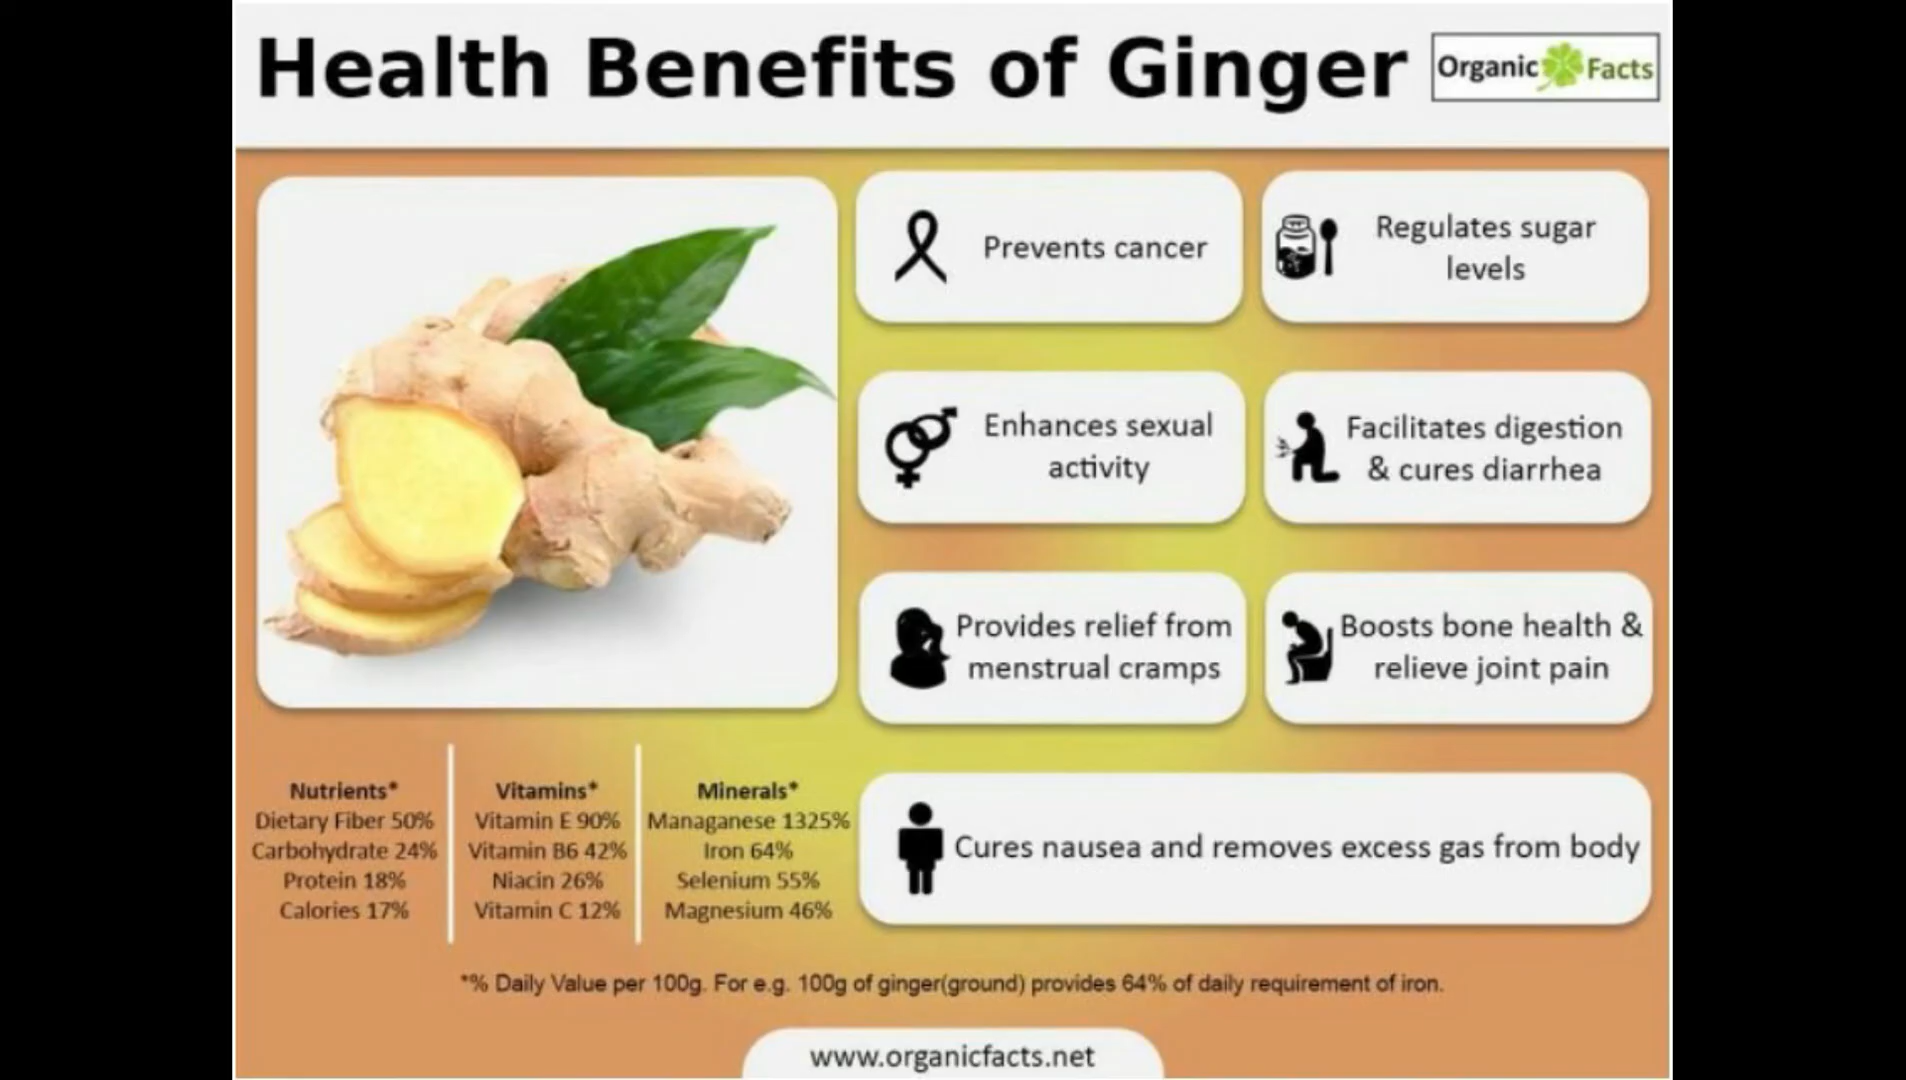 Health Benefits of Ginger
Organic Facts
Prevents cancer
Regulates sugar
levels
Enhances sexual
activity
Facilitates digestion
& cures diarrhea
Provides relief from
menstrual cramps
Boosts bone health &
relieve joint pain
Cures nausea and removes excess gas from body
Nutrients*
Dietary Fiber 50%
Carbohydrate 24%
Protein 18%
Calories 17%
Vitamins*
Vitamin E 90%
Vitamin B6 42%
Niacin 26%
Vitamin C 12%
Minerals*
Managanese 1325%
Iron 64%
Selenium 55%
Magnesium 46%
*% Daily Value per 100g. For e.g. 100g of ginger(ground) provides 64% of daily requirement of iron.
www.organicfacts.net